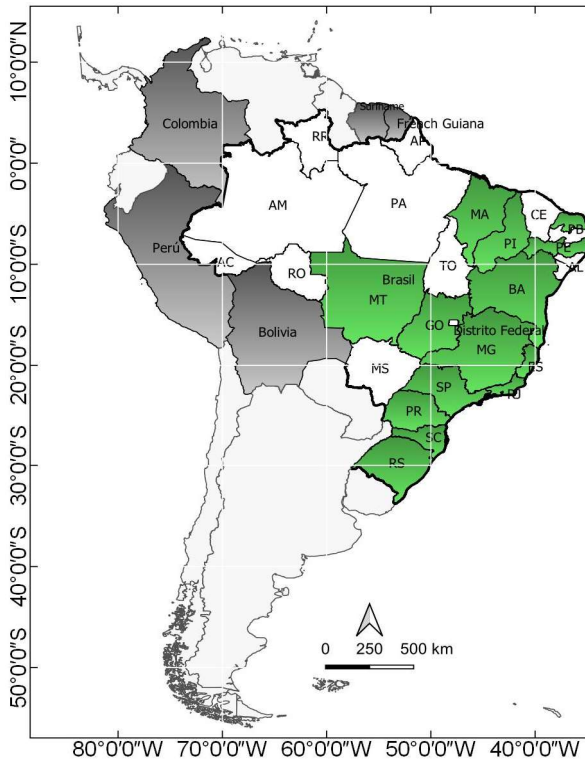 10°0'0"N
0°0'0"
10°0'0"S
20°0'0"S
30°0'0"S
40°0'0"S
50°0'0"S
Colombia
Suriname
French Guiana
RR
AP
AM
PA
MA
CE
PB
PI
PE
Perú
AC
RO
TO
AL
Brasil
MT
BA
Bolivia
GO
Distrito Federal
MG
MS
ES
SP
RJ
PR
SC
RS
0 250 500 km
80°0'0"W 70°0'0"W 60°0'0"W 50°0'0"W 40°0'0"W